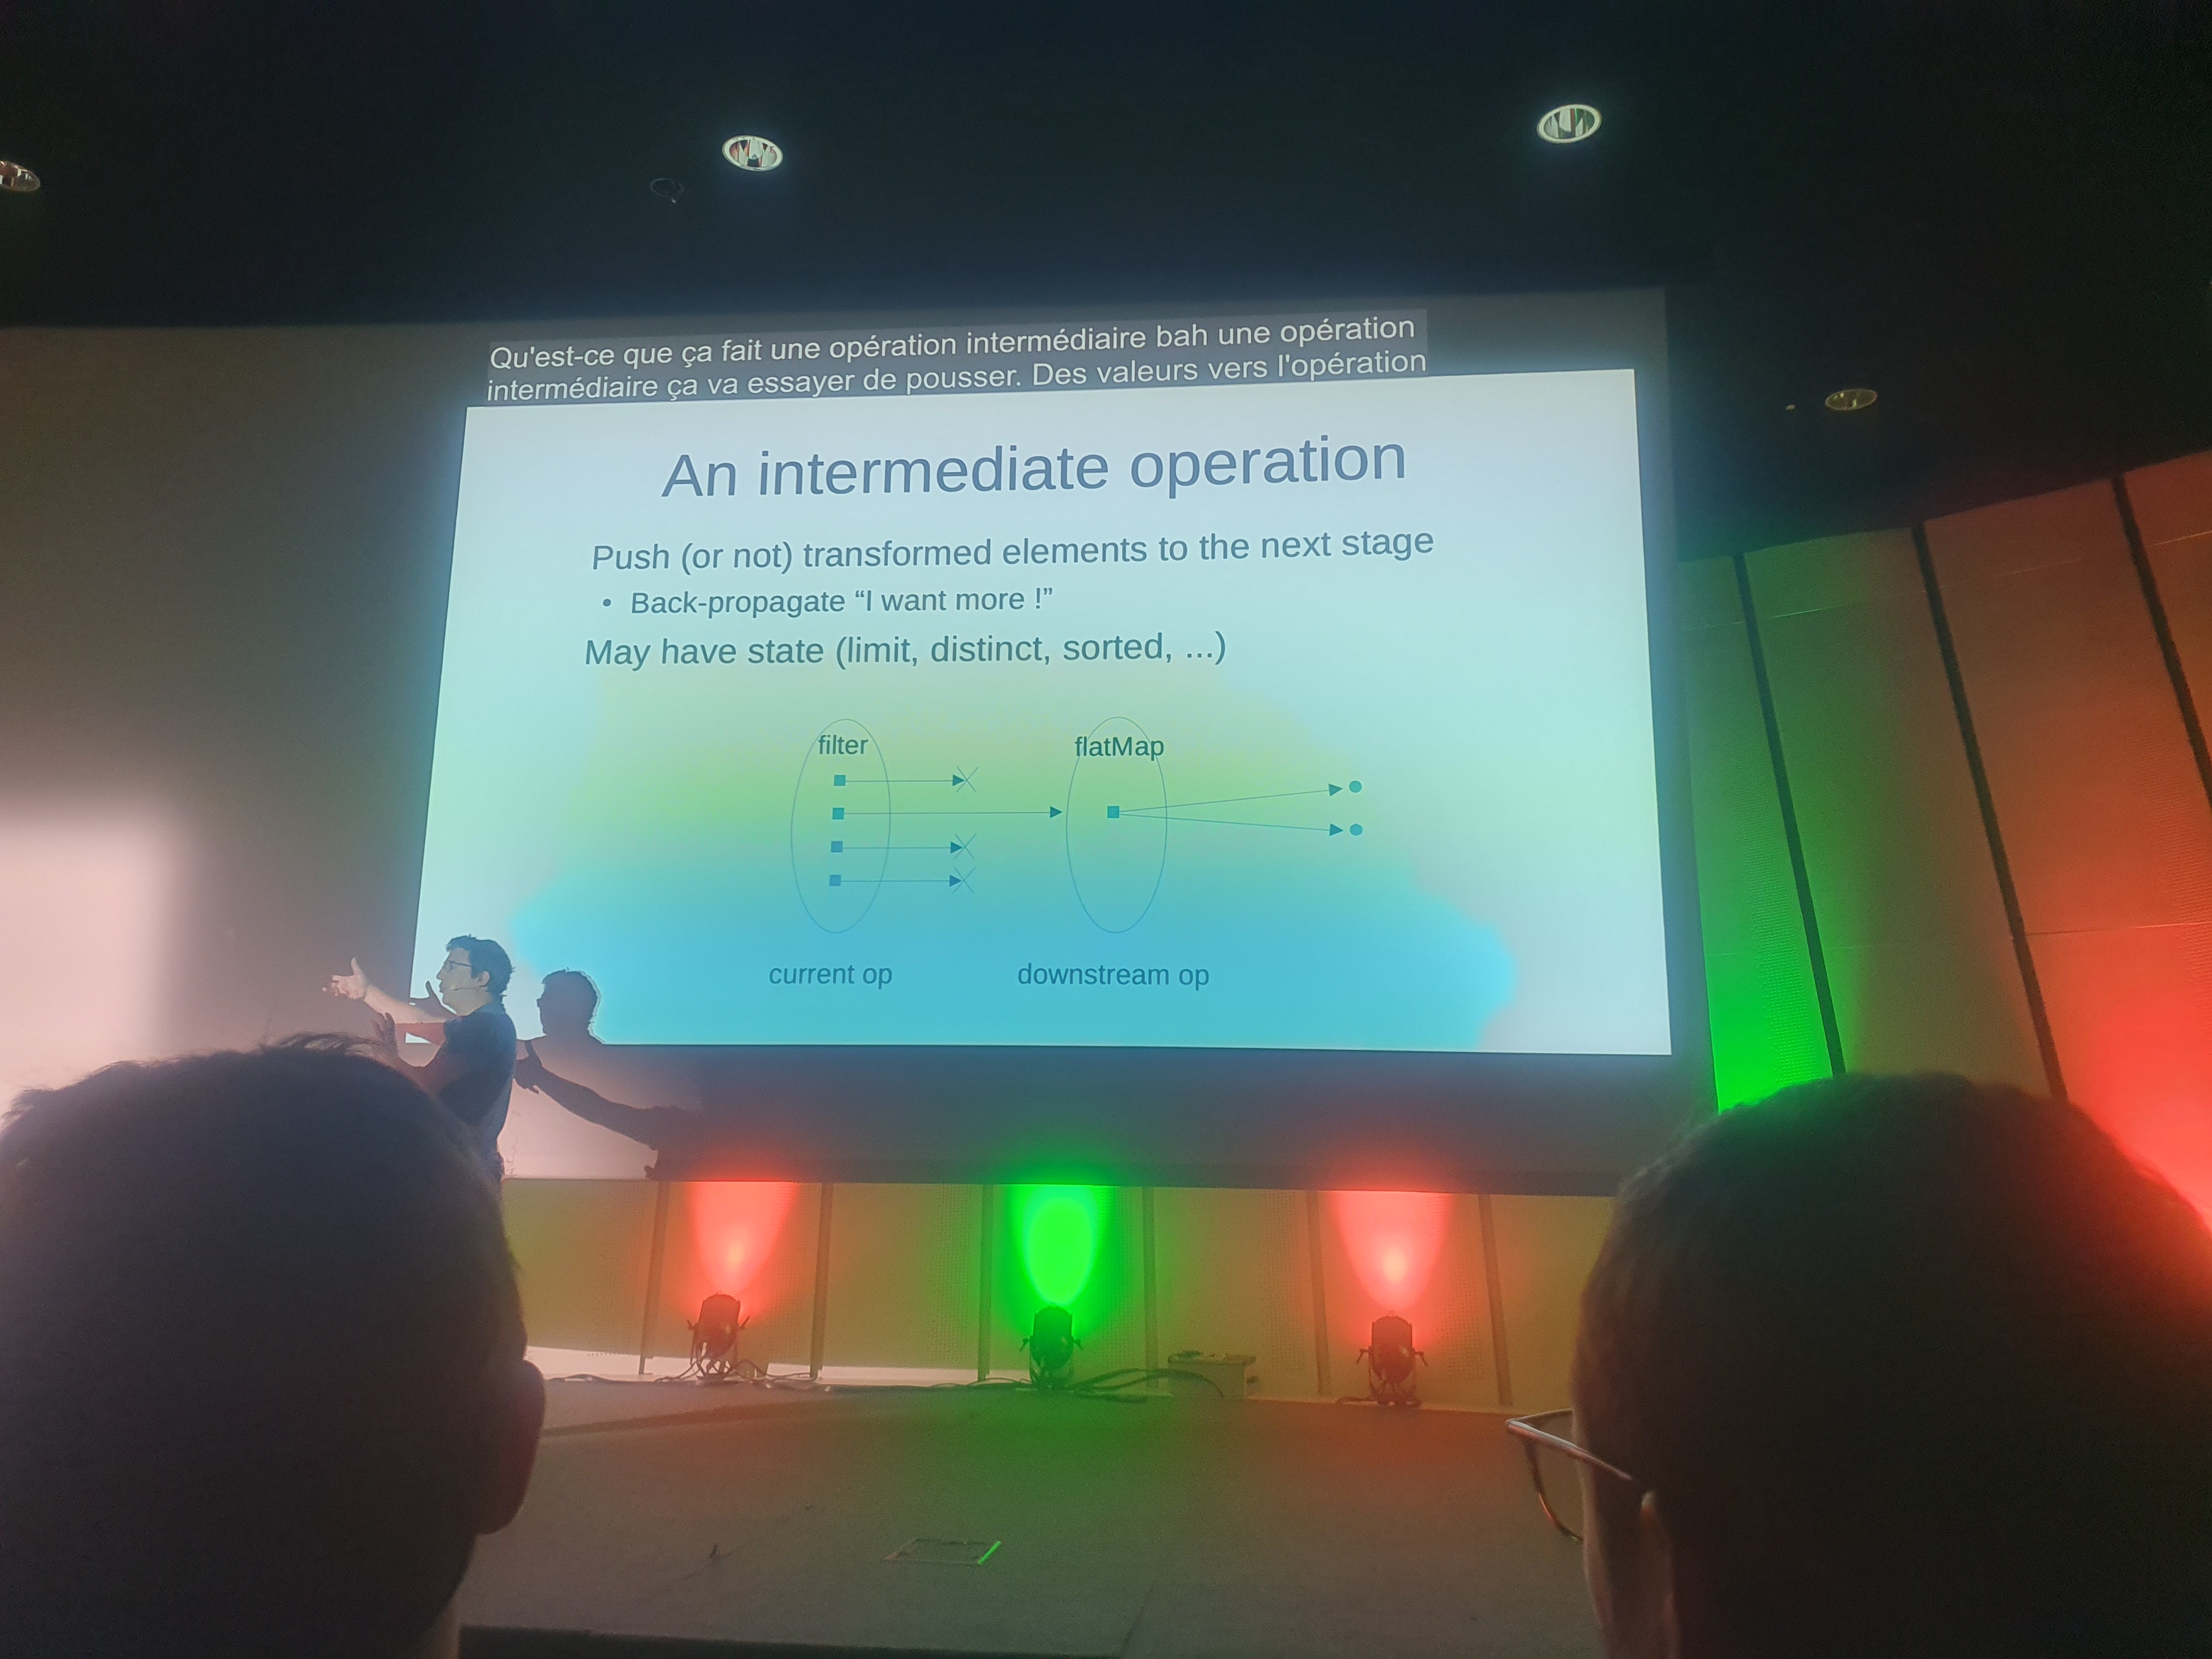 Qu'est-ce que ça fait une opération intermédiaire bah une opération
intermédiaire ça va essayer de pousser. Des valeurs vers l'opération
An intermediate operation
Push (or not) transformed elements to the next stage
• Back-propagate “I want more !”
May have state (limit, distinct, sorted, ...)
filter
flatMap
current op
downstream op